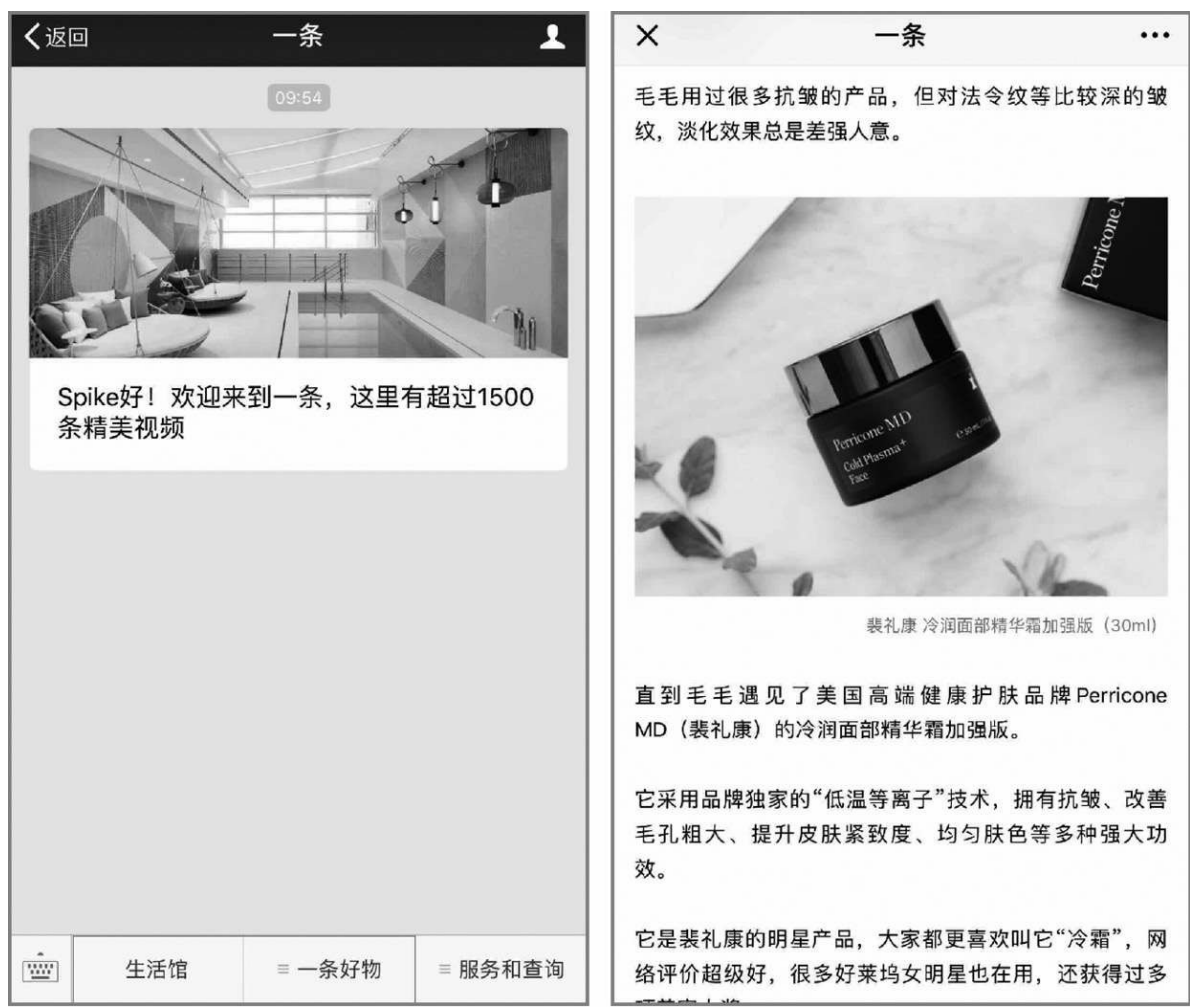 返回
一条
09:54
Spike好！欢迎来到一条，这里有超过1500
条精美视频
生活馆
一条好物
服务和查询
一条
毛毛用过很多抗皱的产品，但对法令纹等比较深的皱
纹，淡化效果总是差强人意。
Perricone M
Perricone MD
Cold Plasma+
Face
裴礼康 冷润面部精华霜加强版（30ml）
直到毛毛遇见了美国高端健康护肤品牌Perricone
MD（裴礼康）的冷润面部精华霜加强版。
它采用品牌独家的“低温等离子”技术，拥有抗皱、改善
毛孔粗大、提升皮肤紧致度、均匀肤色等多种强大功
效。
它是裴礼康的明星产品，大家都更喜欢叫它“冷霜”，网
络评价超级好，很多好莱坞女明星也在用，还获得过多